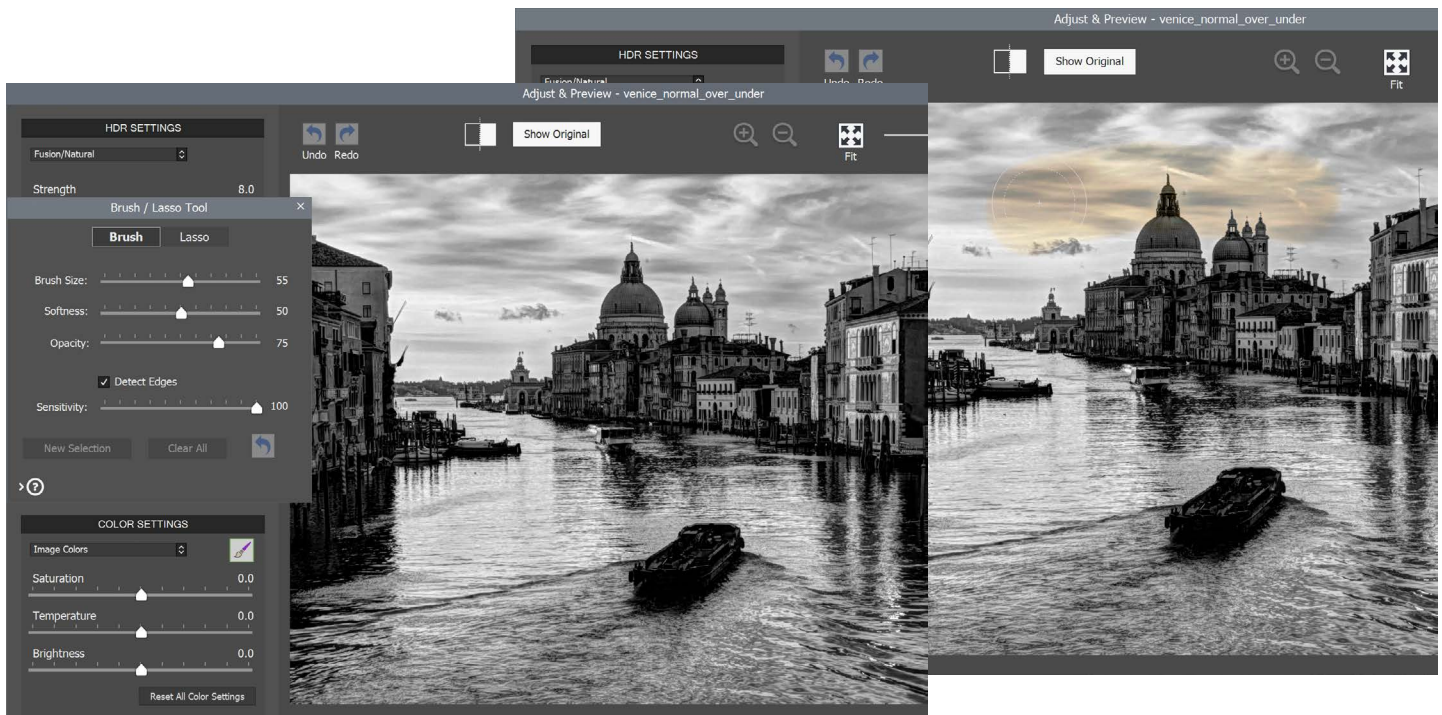 Adjust & Preview - venice_normal_over_under
HDR SETTINGS
Fusion/Natural
Undo Redo
Show Original
Fit
Adjust & Preview - venice_normal_over_under
HDR SETTINGS
Fusion/Natural
Strength 8.0
Undo Redo
Show Original
Fit
Brush / Lasso Tool
Brush Lasso
Brush Size: 55
Softness: 50
Opacity: 75
Detect Edges
Sensitivity: 100
New Selection Clear All
COLOR SETTINGS
Image Colors
Saturation 0.0
Temperature 0.0
Brightness 0.0
Reset All Color Settings